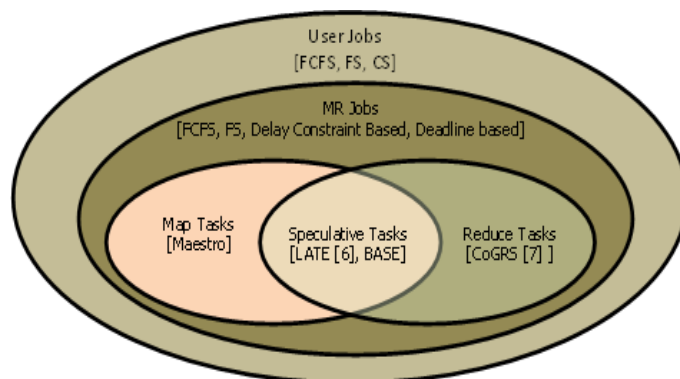 User Jobs
[FCFS, FS, CS]
MR Jobs
[FCFS, FS, Delay Constraint Based, Deadline based]
Map Tasks
[Maestro]
Speculative Tasks
[LATE [6], BASE]
Reduce Tasks
[CoGRS [7] ]